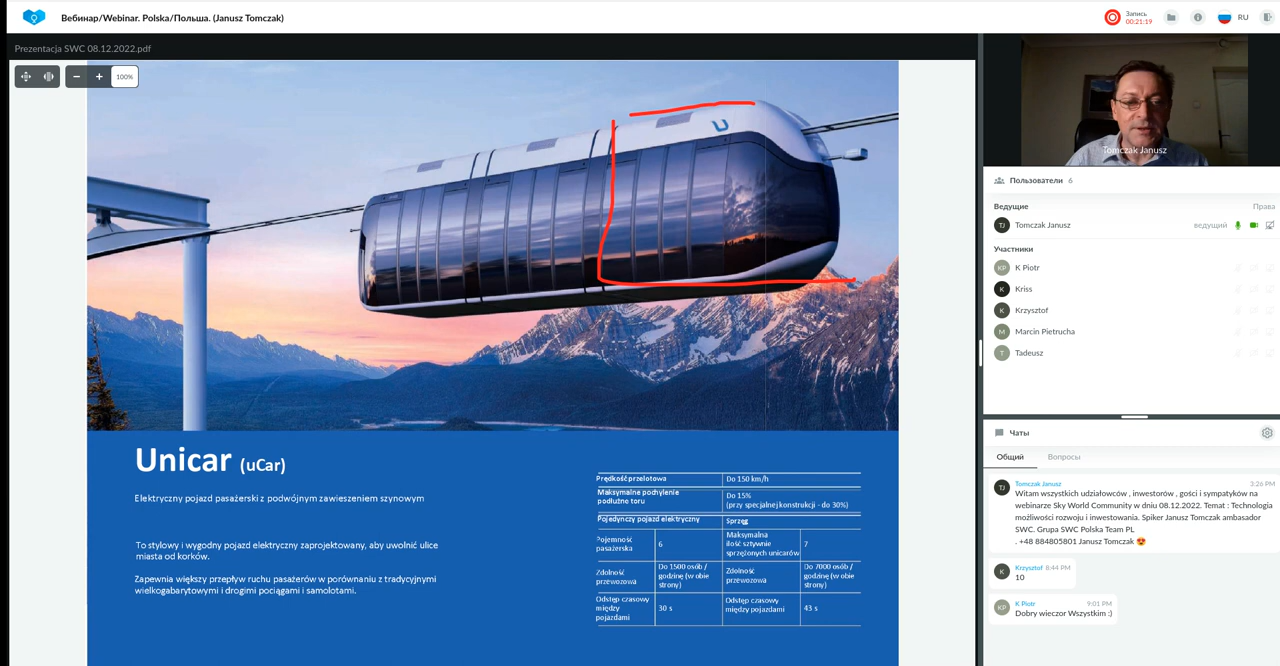 Вебинар/Webinar. Polska/Польша. (Janusz Tomczak)
Запись
00:21:19
RU
Prezentacja SWC 08.12.2022.pdf
100%
Tomczak Janusz
Пользователи 6
Ведущие Права
TJ Tomczak Janusz ведущий
Участники
KP K Piotr
K Kriss
K Krzysztof
M Marcin Pietrucha
T Tadeusz
Чаты
Общий Вопросы
TJ Tomczak Janusz 3:26 PM
Witam wszystkich udziałowców , inwestorów , gości i sympatyków na
webinarze Sky World Community w dniu 08.12.2022. Temat : Technologia
możliwości rozwoju i inwestowania. Spiker Janusz Tomczak ambasador
SWC. Grupa SWC Polska Team PL
. +48 884805801 Janusz Tomczak 😍
K Krzysztof 8:44 PM
10
KP K Piotr 9:01 PM
Dobry wieczor Wszystkim :)
U
Unicar (uCar)
Elektryczny pojazd pasażerski z podwójnym zawieszeniem szynowym
To stylowy i wygodny pojazd elektryczny zaprojektowany, aby uwolnić ulice
miasta od korków.
Zapewnia większy przepływ ruchu pasażerów w porównaniu z tradycyjnymi
wielkogabarytowymi i drogimi pociągami i samolotami.
Prędkość przelotowa Do 150 km/h
Maksymalne pochylenie
podłużne toru
Do 15%
(przy specjalnej konstrukcji - do 30%)
Pojedynczy pojazd elektryczny Sprzęg
Pojemność
pasażerska
6
Maksymalna
ilość sztywnie
sprzęgłonych unicarów
7
Zdolność
przewozowa
Do 1500 osób /
godzinę (w obie
strony)
Zdolność
przewozowa
Do 7000 osób /
godzinę (w obie
strony)
Odstęp czasowy
między
pojazdami
30 s
Odstęp czasowy
między pojazdami
43 s